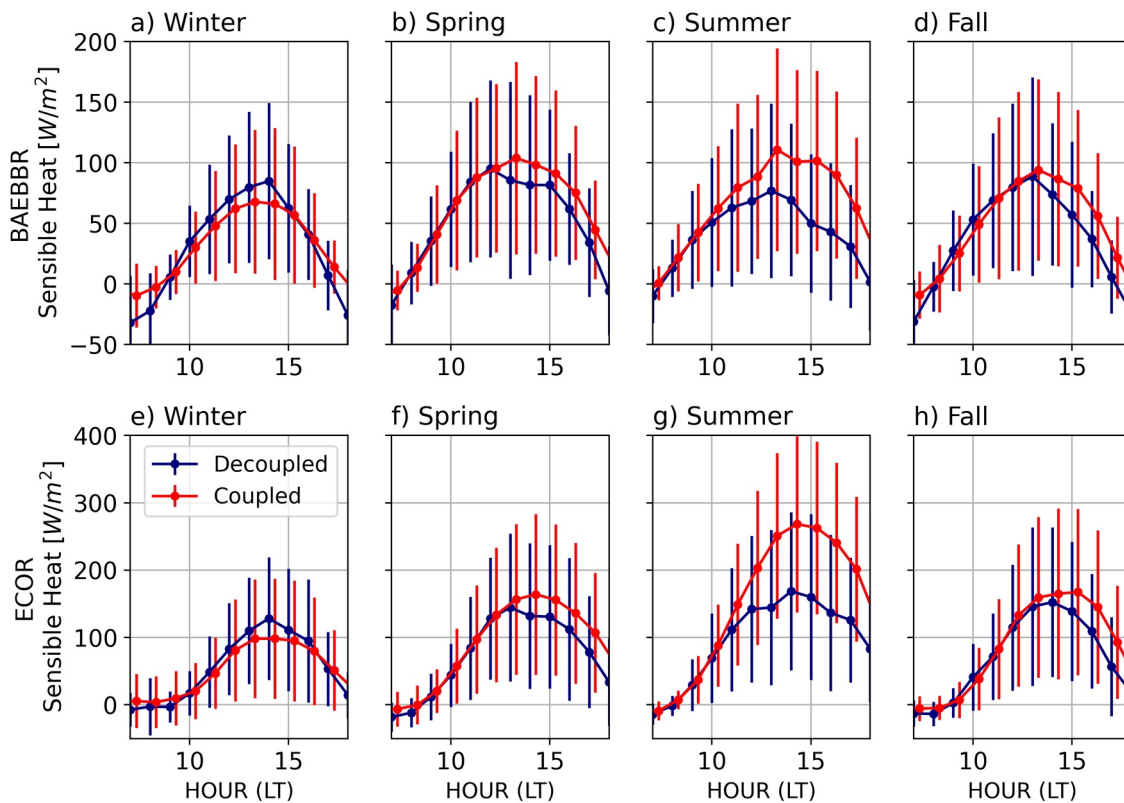 a) Winter
b) Spring
c) Summer
d) Fall
BAEBBR
Sensible Heat [W/m²]
200
150
100
50
0
−50
10 15
10 15
10 15
10 15
e) Winter
f) Spring
g) Summer
h) Fall
ECOR
Sensible Heat [W/m²]
400
300
200
100
0
Decoupled
Coupled
10 15
10 15
10 15
10 15
HOUR (LT)
HOUR (LT)
HOUR (LT)
HOUR (LT)